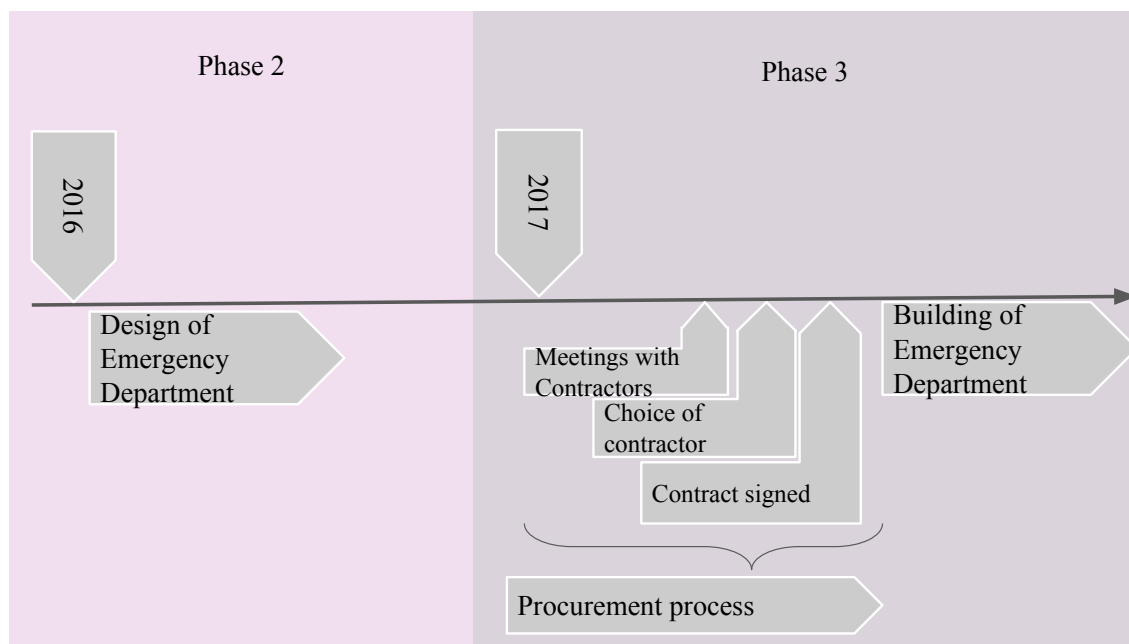 Phase 2
Phase 3
2016
2017
Design of
Emergency
Department
Meetings with
Contractors
Choice of
contractor
Contract signed
Building of
Emergency
Department
Procurement process